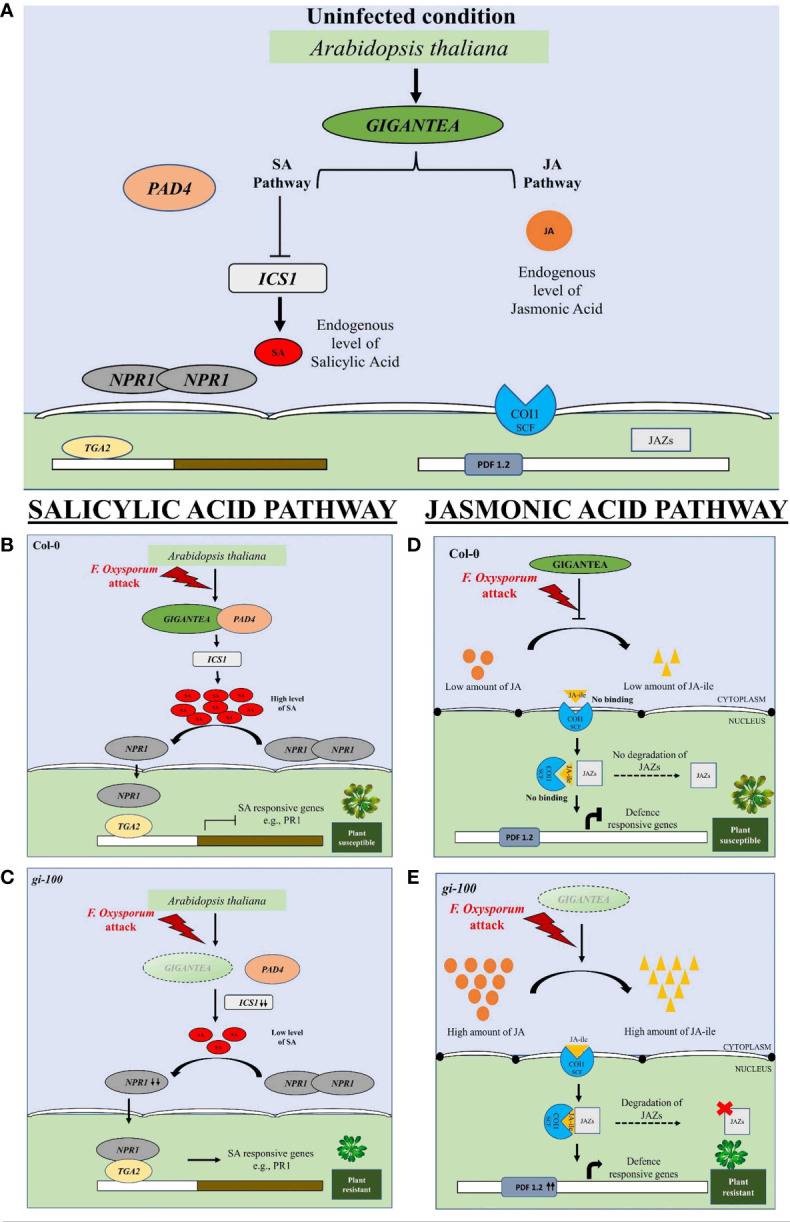 A
Uninfected condition
Arabidopsis thaliana
GIGANTEA
SA
Pathway
JA
Pathway
PAD4
JA
ICS1
Endogenous
level of
Jasmonic Acid
SA
Endogenous
level of
Salicylic Acid
NPR1
NPR1
COI1
SCF
TGA2
PDF 1.2
JAZs
SALICYLIC ACID PATHWAY
JASMONIC ACID PATHWAY
B
Col-0
Arabidopsis thaliana
F. Oxysporum
attack
GIGANTEA
PAD4
ICS1
SA
SA
SA
SA
SA
SA
SA
SA
High level
of SA
NPR1
NPR1
NPR1
NPR1
TGA2
SA responsive genes
e.g., PR1
Plant
susceptible
D
Col-0
GIGANTEA
F. Oxysporum
attack
Low amount of JA
Low amount of JA-ile
JA-ile
No binding
CYTOPLASM
NUCLEUS
COI1
SCF
COI1
SCF
JA-ile
JAZs
No degradation of
JAZs
JAZs
No binding
Defence
responsive genes
PDF 1.2
Plant
susceptible
C
gi-100
Arabidopsis thaliana
F. Oxysporum
attack
GIGANTEA
PAD4
ICS1
SA
SA
SA
Low level
of SA
NPR1
NPR1
NPR1
NPR1
TGA2
SA responsive genes
e.g., PR1
Plant
resistant
E
gi-100
GIGANTEA
F. Oxysporum
attack
High amount of JA
High amount of JA-ile
JA-ile
CYTOPLASM
NUCLEUS
COI1
SCF
COI1
SCF
JA-ile
JAZs
Degradation of
JAZs
JAZs
Defence
responsive genes
PDF 1.2
Plant
resistant